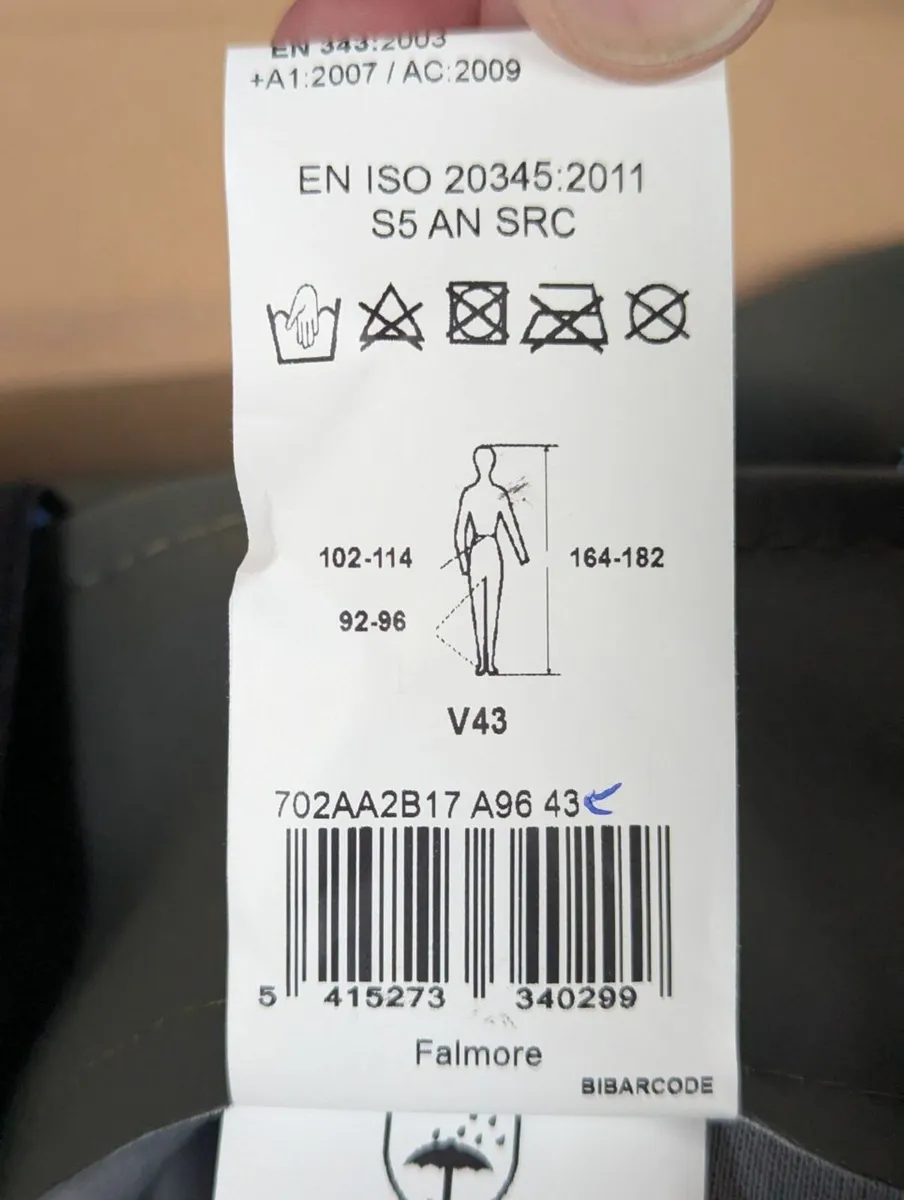 EN 343:2003
+A1:2007 / AC:2009
EN ISO 20345:2011
S5 AN SRC
102-114
164-182
92-96
V43
702AA2B17 A96 43
5 415273 340299
Falmore
BIBARCODE